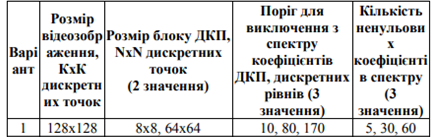 Варі
ант
Розмір
відеозобр
аження,
КхК
дискретн
их точок
Розмір блоку ДКП,
NxN дискретних
точок
(2 значення)
Поріг для
виключення з
спектру
коефіцієнтів
ДКП, дискретних
рівнів (3
значення)
Кількість
ненульови
х
коефіцієнті
в спектру
(3
значення)
1 128x128 8x8, 64x64 10, 80, 170 5, 30, 60